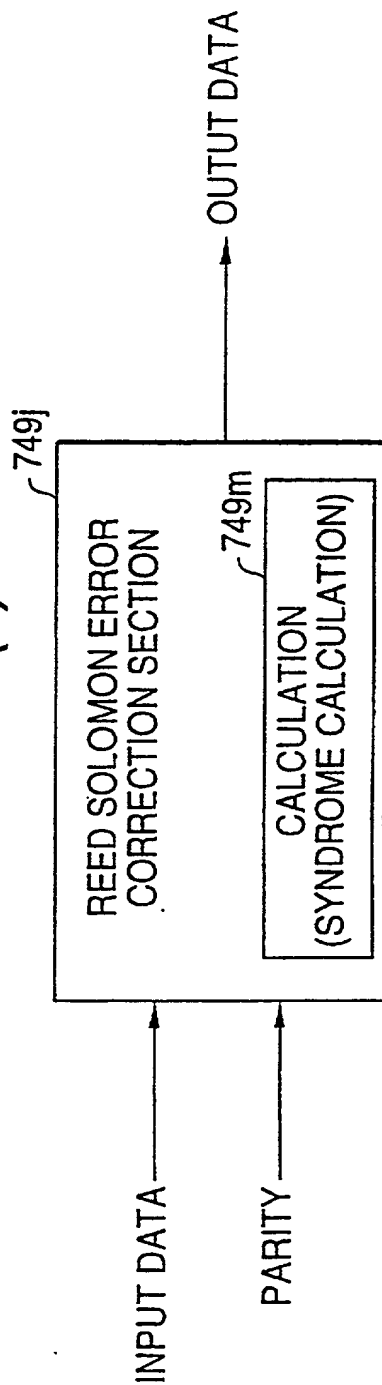 749j
REED SOLOMON ERROR
CORRECTION SECTION
749m
CALCULATION
(SYNDROME CALCULATION)
INPUT DATA
PARITY
OUTUT DATA